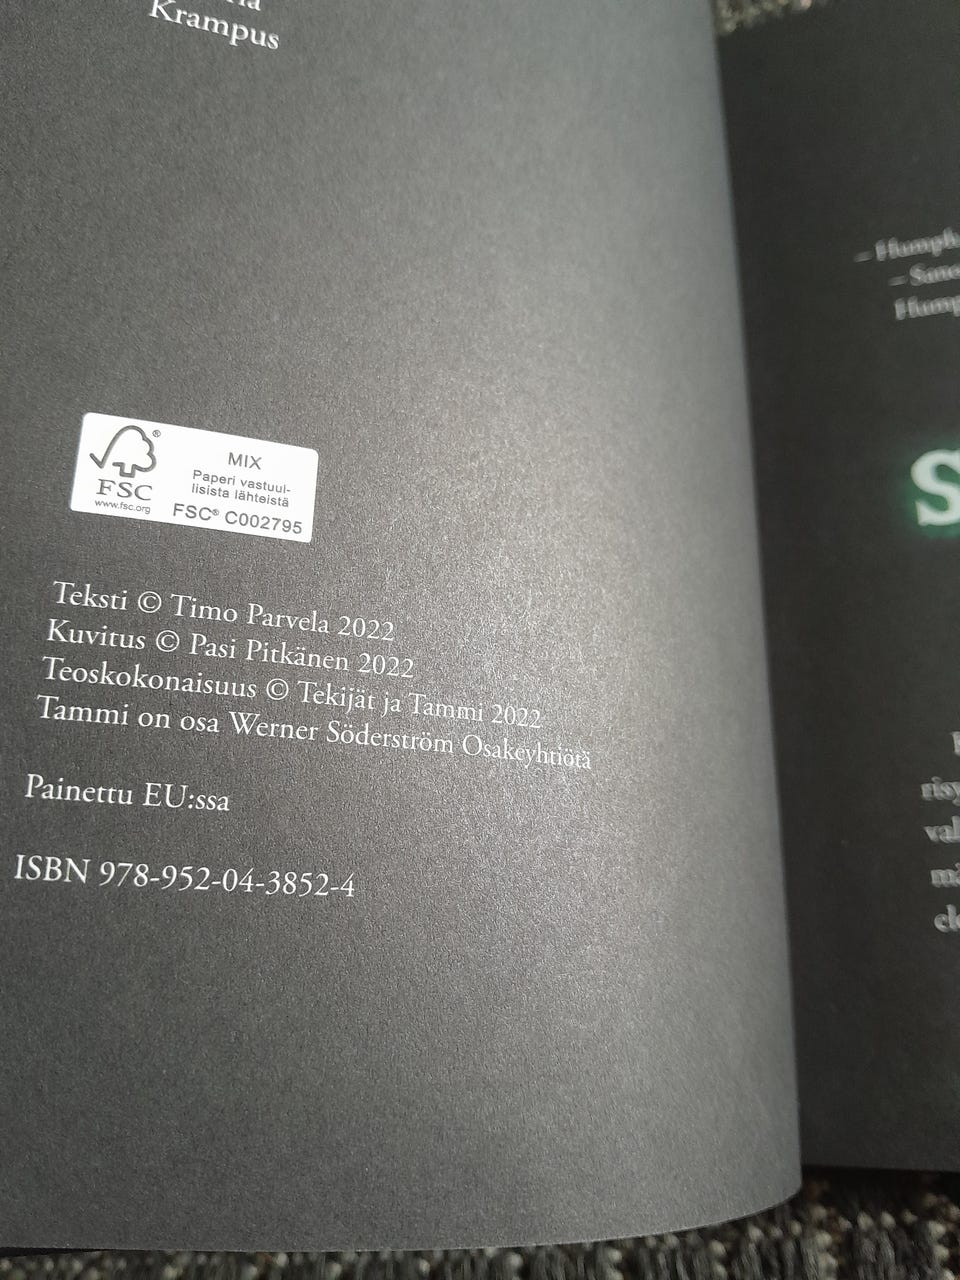 Krampus
FSC
www.fsc.org
MIX
Paperi vastuul-
lisista lähteistä
FSC® C002795
Teksti © Timo Parvela 2022
Kuvitus © Pasi Pitkänen 2022
Teoskokonaisuus © Tekijät ja Tammi 2022
Tammi on osa Werner Söderström Osakeyhtiötä
Painettu EU:ssa
ISBN 978-952-04-3852-4